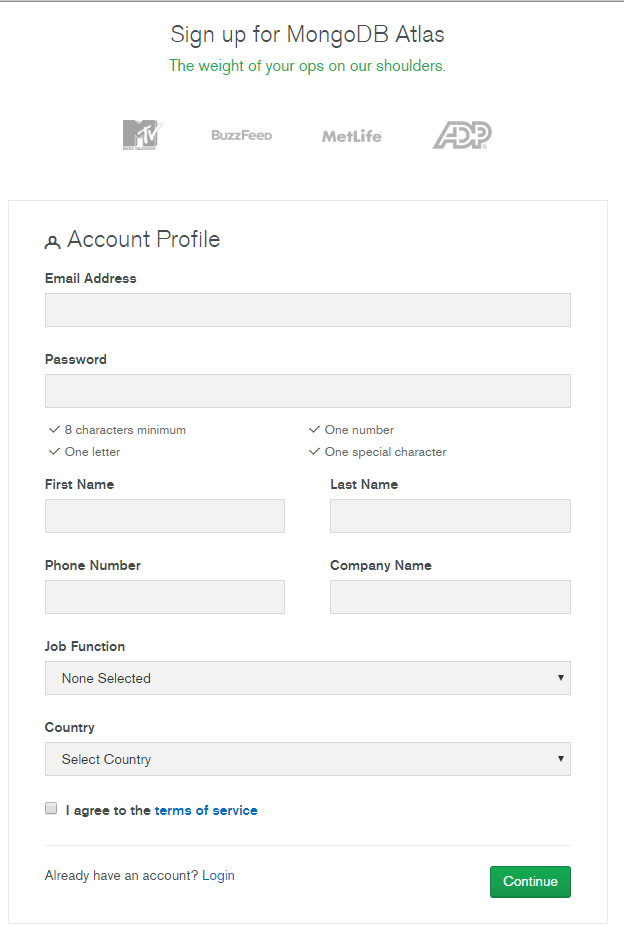 Sign up for MongoDB Atlas
The weight of your ops on our shoulders.
MTV BuzzFeed MetLife ADP
Account Profile
Email Address
Password
8 characters minimum One number
One letter One special character
First Name Last Name
Phone Number Company Name
Job Function
None Selected
Country
Select Country
I agree to the terms of service
Already have an account? Login Continue